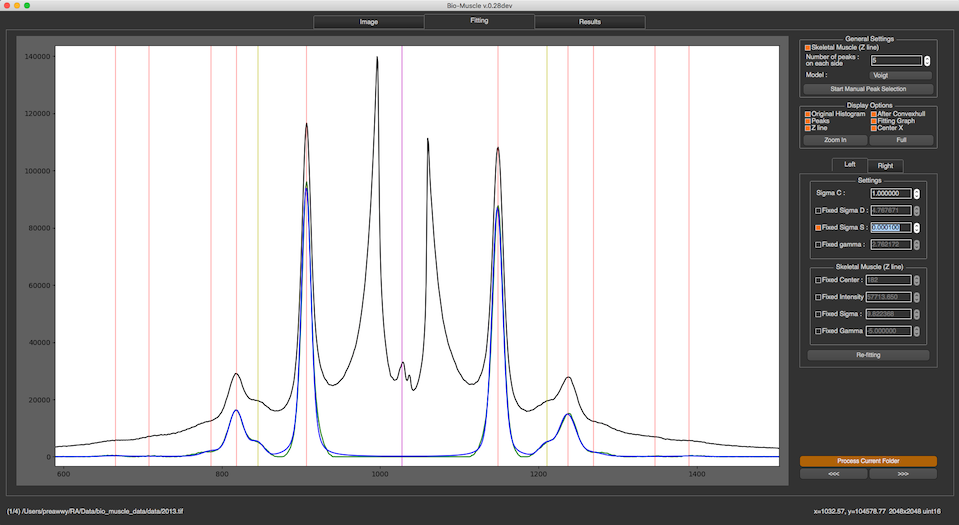 Bio-Muscle v.0.28dev
Image Fitting Results
General Settings
Skeletal Muscle (Z line)
Number of peaks :
on each side
5
Model : Voigt
Start Manual Peak Selection
Display Options
Original Histogram After Convexhull
Peaks Fitting Graph
Z line Center X
Zoom In Full
Left Right
Settings
Sigma C : 1.000000
Fixed Sigma D : 4.767671
Fixed Sigma S : 0.000100
Fixed gamma : 2.762172
Skeletal Muscle (Z line)
Fixed Center : 162
Fixed Intensity 57713.650
Fixed Sigma : 9.822368
Fixed Gamma -5.000000
Re-fitting
Process Current Folder
<<< >>>
140000
120000
100000
80000
60000
40000
20000
0
600 800 1000 1200 1400
(1/4) /Users/preawwy/RA/Data/bio_muscle_data/data/2013.tif
x=1032.57, y=104578.77 2048x2048 uint16